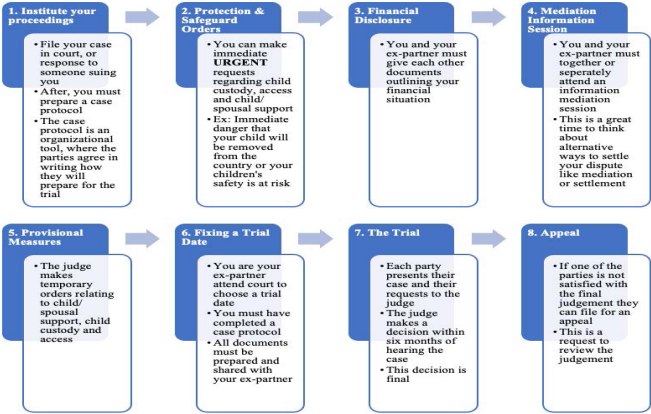 1. Institute your
proceedings
• File your case
in court, or
response to
someone suing
you
• After, you must
prepare a case
protocol
• The case
protocol is an
organizational
tool, where the
parties agree in
writing how
they will
prepare for the
trial
2. Protection &
Safeguard
Orders
• You can make
immediate
URGENT
requests
regarding child
custody, access
and child/
spousal support
• Ex: Immediate
danger that
your child will
be removed
from the
country or your
children's
safety is at risk
3. Financial
Disclosure
• You and your
ex-partner must
give each other
documents
outlining your
financial
situation
4. Mediation
Information
Session
• You and your
ex-partner must
together or
seperately
attend an
information
mediation
session
• This is a great
time to think
about
alternative
ways to settle
your dispute
like mediation
or settlement
5. Provisional
Measures
• The judge
makes
temporary
orders relating
to child/
spousal
support, child
custody and
access
6. Fixing a Trial
Date
• You are your
ex-partner
attend court to
choose a trial
date
• You must have
completed a
case protocol
• All documents
must be
prepared and
shared with
your ex-partner
7. The Trial
• Each party
presents their
case and their
requests to the
judge
• The judge
makes a
decision within
six months of
hearing the
case
• This decision is
final
8. Appeal
• If one of the
parties is not
satisfied with
the final
judgement they
can file for an
appeal
• This is a
request to
review the
judgement